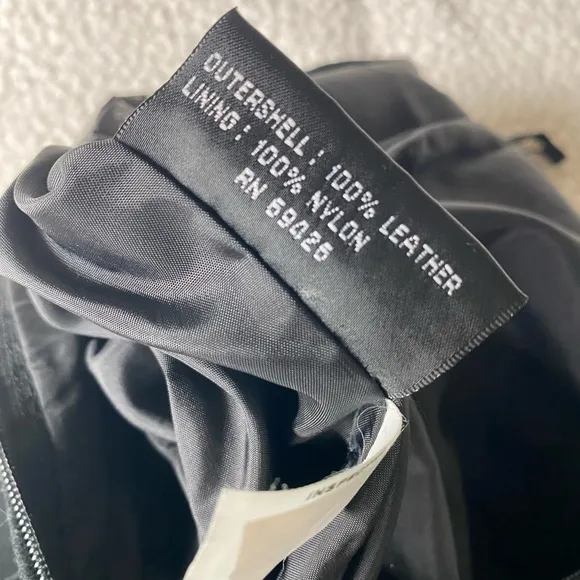 OUTERSHELL : 100% LEATHER
LINING : 100% NYLON
RN 69026